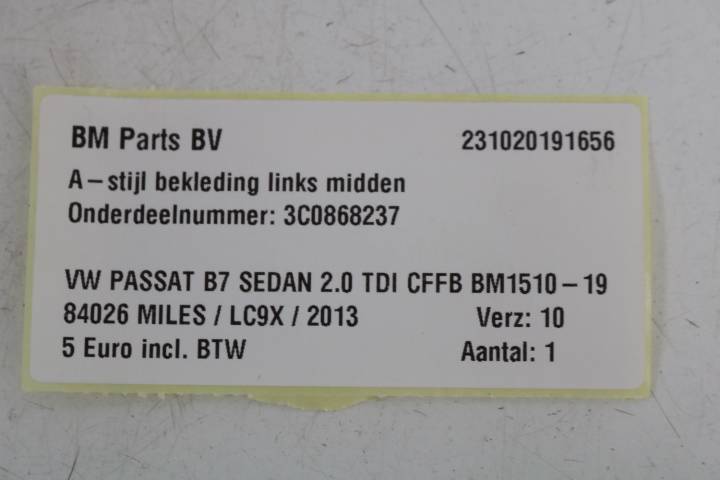 BM Parts BV 231020191656
A-stijl bekleding links midden
Onderdeelnummer: 3C0868237
VW PASSAT B7 SEDAN 2.0 TDI CFFB BM1510-19
84026 MILES / LC9X / 2013 Verz: 10
5 Euro incl. BTW Aantal: 1